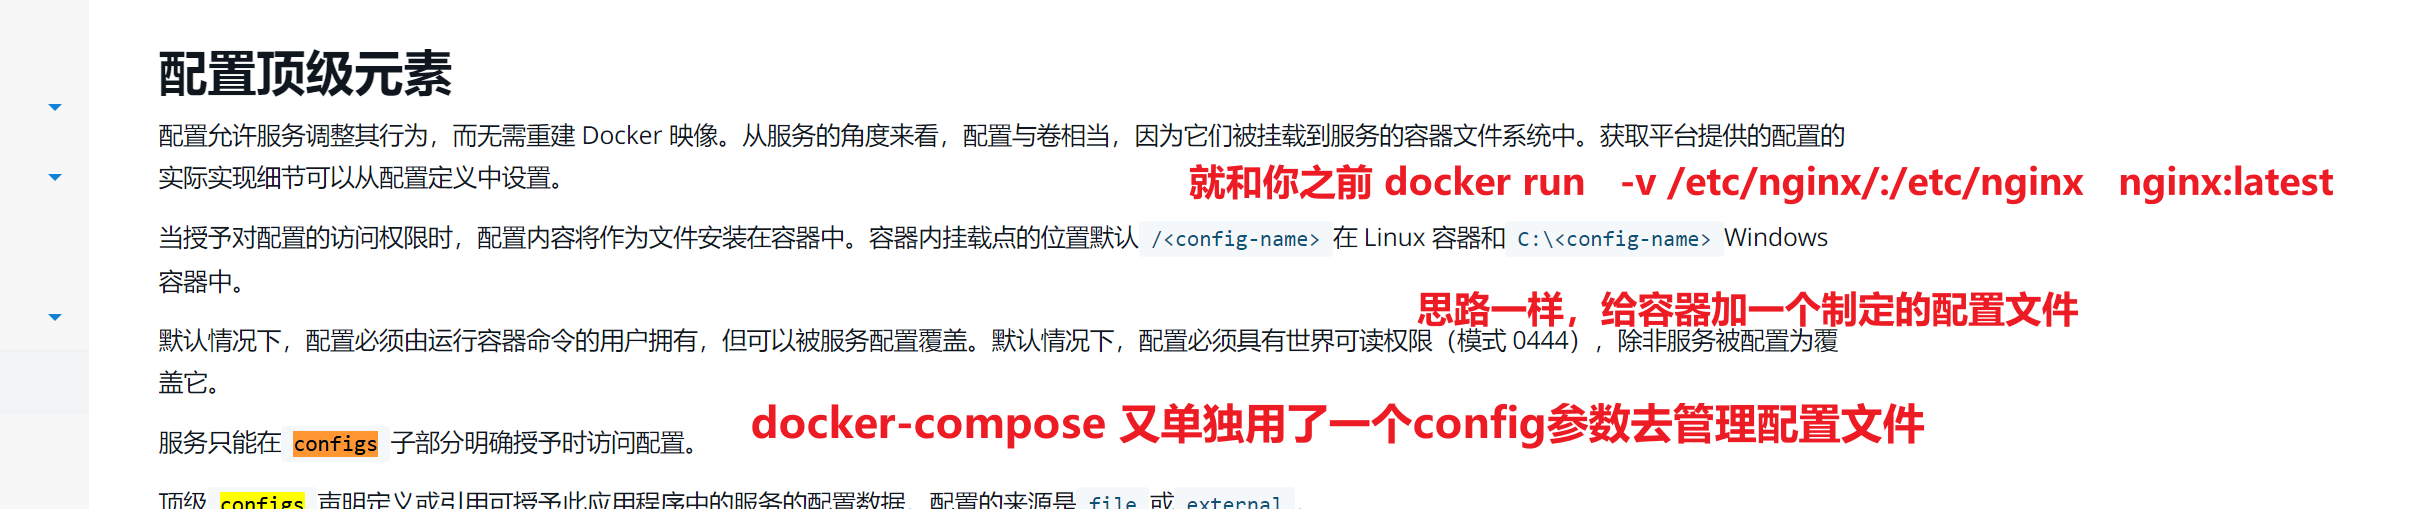 配置顶级元素
配置允许服务调整其行为，而无需重建 Docker 映像。从服务的角度来看，配置与卷相当，因为它们被挂载到服务的容器文件系统中。获取平台提供的配置的
实际实现细节可以从配置定义中设置。
就和你之前 docker run -v /etc/nginx/:/etc/nginx nginx:latest
当授予对配置的访问权限时，配置内容将作为文件安装在容器中。容器内挂载点的位置默认 /<config-name> 在 Linux 容器和 C:\<config-name> Windows
容器中。
思路一样，给容器加一个制定的配置文件
默认情况下，配置必须由运行容器命令的用户拥有，但可以被服务配置覆盖。默认情况下，配置必须具有世界可读权限（模式 0444），除非服务被配置为覆
盖它。
docker-compose 又单独用了一个config参数去管理配置文件
服务只能在 configs 子部分明确授予时访问配置。
顶级 configs 声明定义或引用可授予此应用程序中的服务的配置数据。配置的来源是 file 或 external .